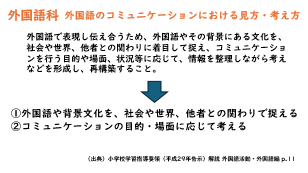 外国語科 外国語のコミュニケーションにおける見方・考え方
外国語で表現し伝え合うため、外国語やその背景にある文化を、
社会や世界、他者との関わりに着目して捉え、コミュニケーショ
ンを行う目的や場面、状況等に応じて、情報を整理しながら考え
などを形成し、再構築すること。
①外国語や背景文化を、社会や世界、他者との関わりで捉える
②コミュニケーションの目的・場面に応じて考える
（出典）小学校学習指導要領（平成29年告示）解説 外国語活動・外国語編 p.11